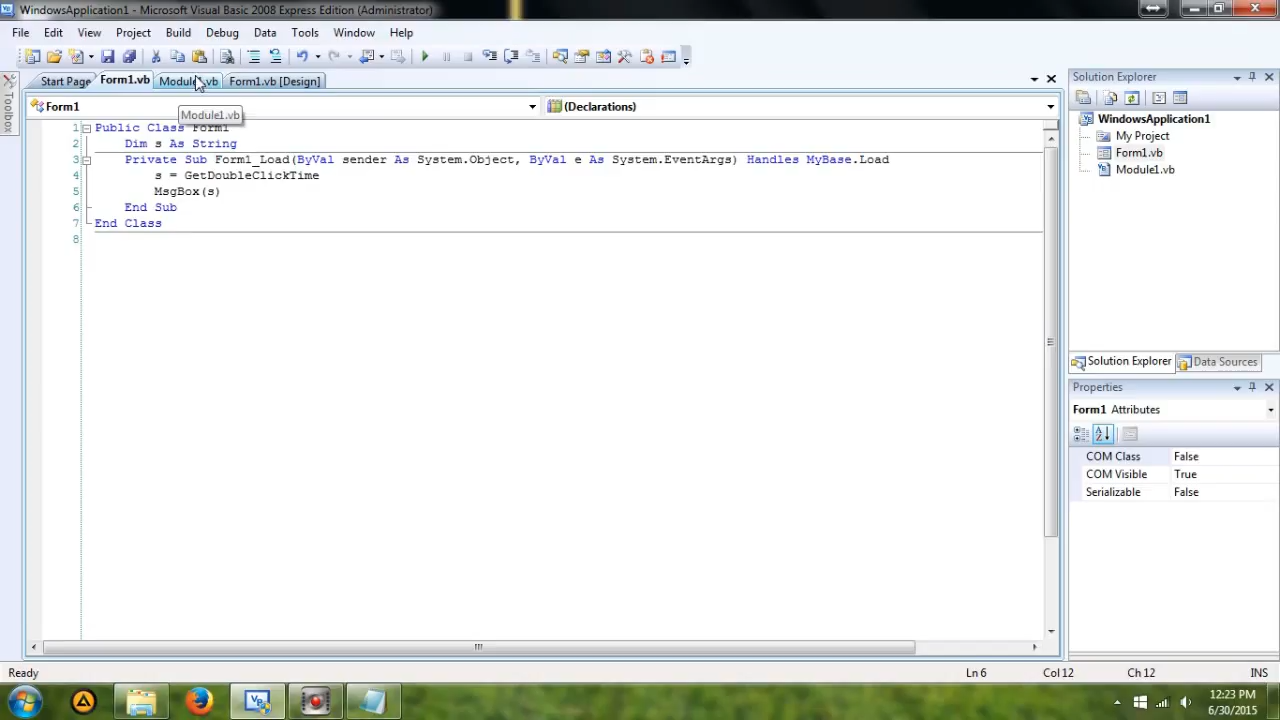 WindowsApplication1 - Microsoft Visual Basic 2008 Express Edition (Administrator)
File Edit View Project Build Debug Data Tools Window Help
Start Page Form1.vb Module1.vb Form1.vb [Design]
Form1 (Declarations)
Module1.vb
Toolbox
1 Public Class Form1
2 Dim s As String
3 Private Sub Form1_Load(ByVal sender As System.Object, ByVal e As System.EventArgs) Handles MyBase.Load
4 s = GetDoubleClickTime
5 MsgBox(s)
6 End Sub
7 End Class
8
Solution Explorer
WindowsApplication1
My Project
Form1.vb
Module1.vb
Solution Explorer Data Sources
Properties
Form1 Attributes
COM Class False
COM Visible True
Serializable False
Ready Ln 6 Col 12 Ch 12 INS
12:23 PM
6/30/2015